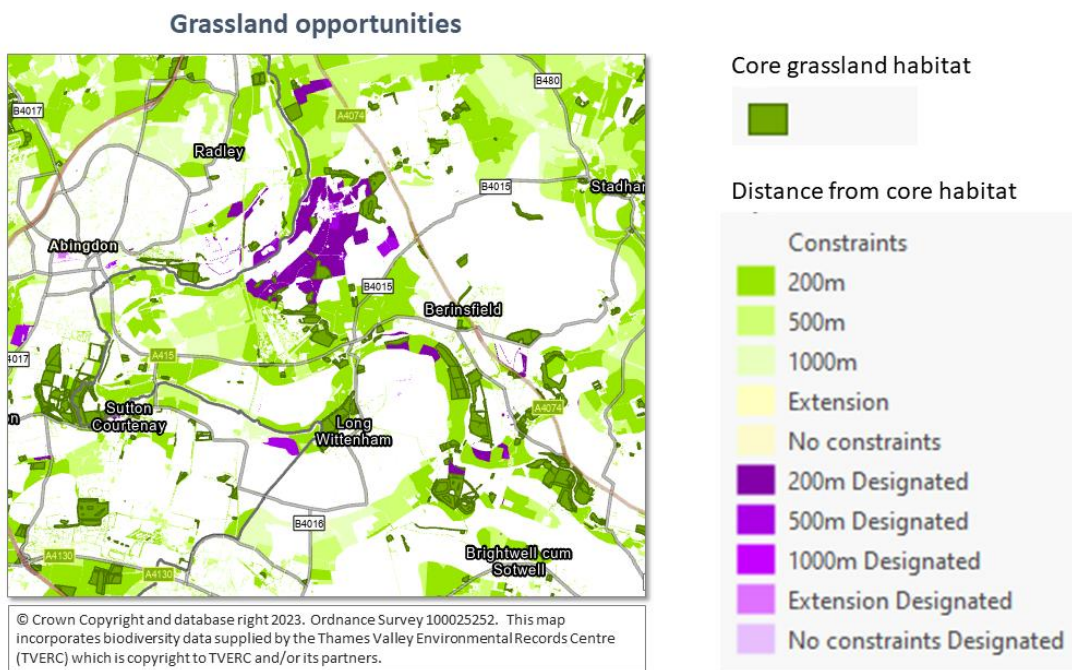 Grassland opportunities
B480
B4017
A4074
Radley
B4015
Stadhar
Abingdon
B4015
Berinsfield
4017
A415
A4074
on
Sutton
Courtenay
Long
Wittenham
B4016
A4130
A4130
Brightwell cum
Sotwell
© Crown Copyright and database right 2023. Ordnance Survey 100025252. This map
incorporates biodiversity data supplied by the Thames Valley Environmental Records Centre
(TVERC) which is copyright to TVERC and/or its partners.
Core grassland habitat
Distance from core habitat
Constraints
200m
500m
1000m
Extension
No constraints
200m Designated
500m Designated
1000m Designated
Extension Designated
No constraints Designated